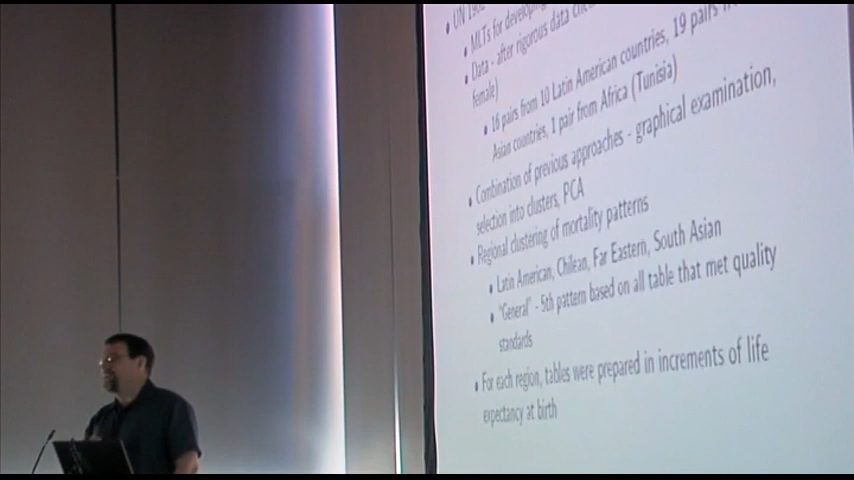 UN
MLTs for developing
Data - after rigorous data
female)
16 pairs from 10 Latin American countries, 19 pairs
Asian countries, 1 pair from Africa (Tunisia)
Combination of previous approaches - graphical examination,
selection into clusters, PCA
Regional clustering of mortality patterns
Latin American, Chilean, Far Eastern, South Asian
"General" - 5th pattern based on all table that met quality
standards
For each region, tables were prepared in increments of life
expectancy at birth